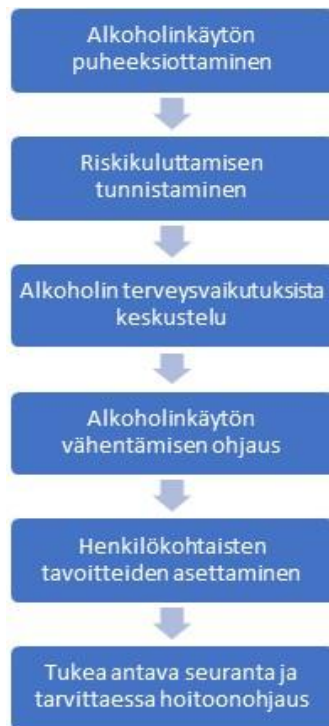 Alkoholinkäytön
puheeksiottaminen
Riskikuluttamisen
tunnistaminen
Alkoholin terveysvaikutuksista
keskustelu
Alkoholinkäytön
vähentämisen ohjaus
Henkilökohtaisten
tavoitteiden asettaminen
Tukea antava seuranta ja
tarvittaessa hoitoonohjaus